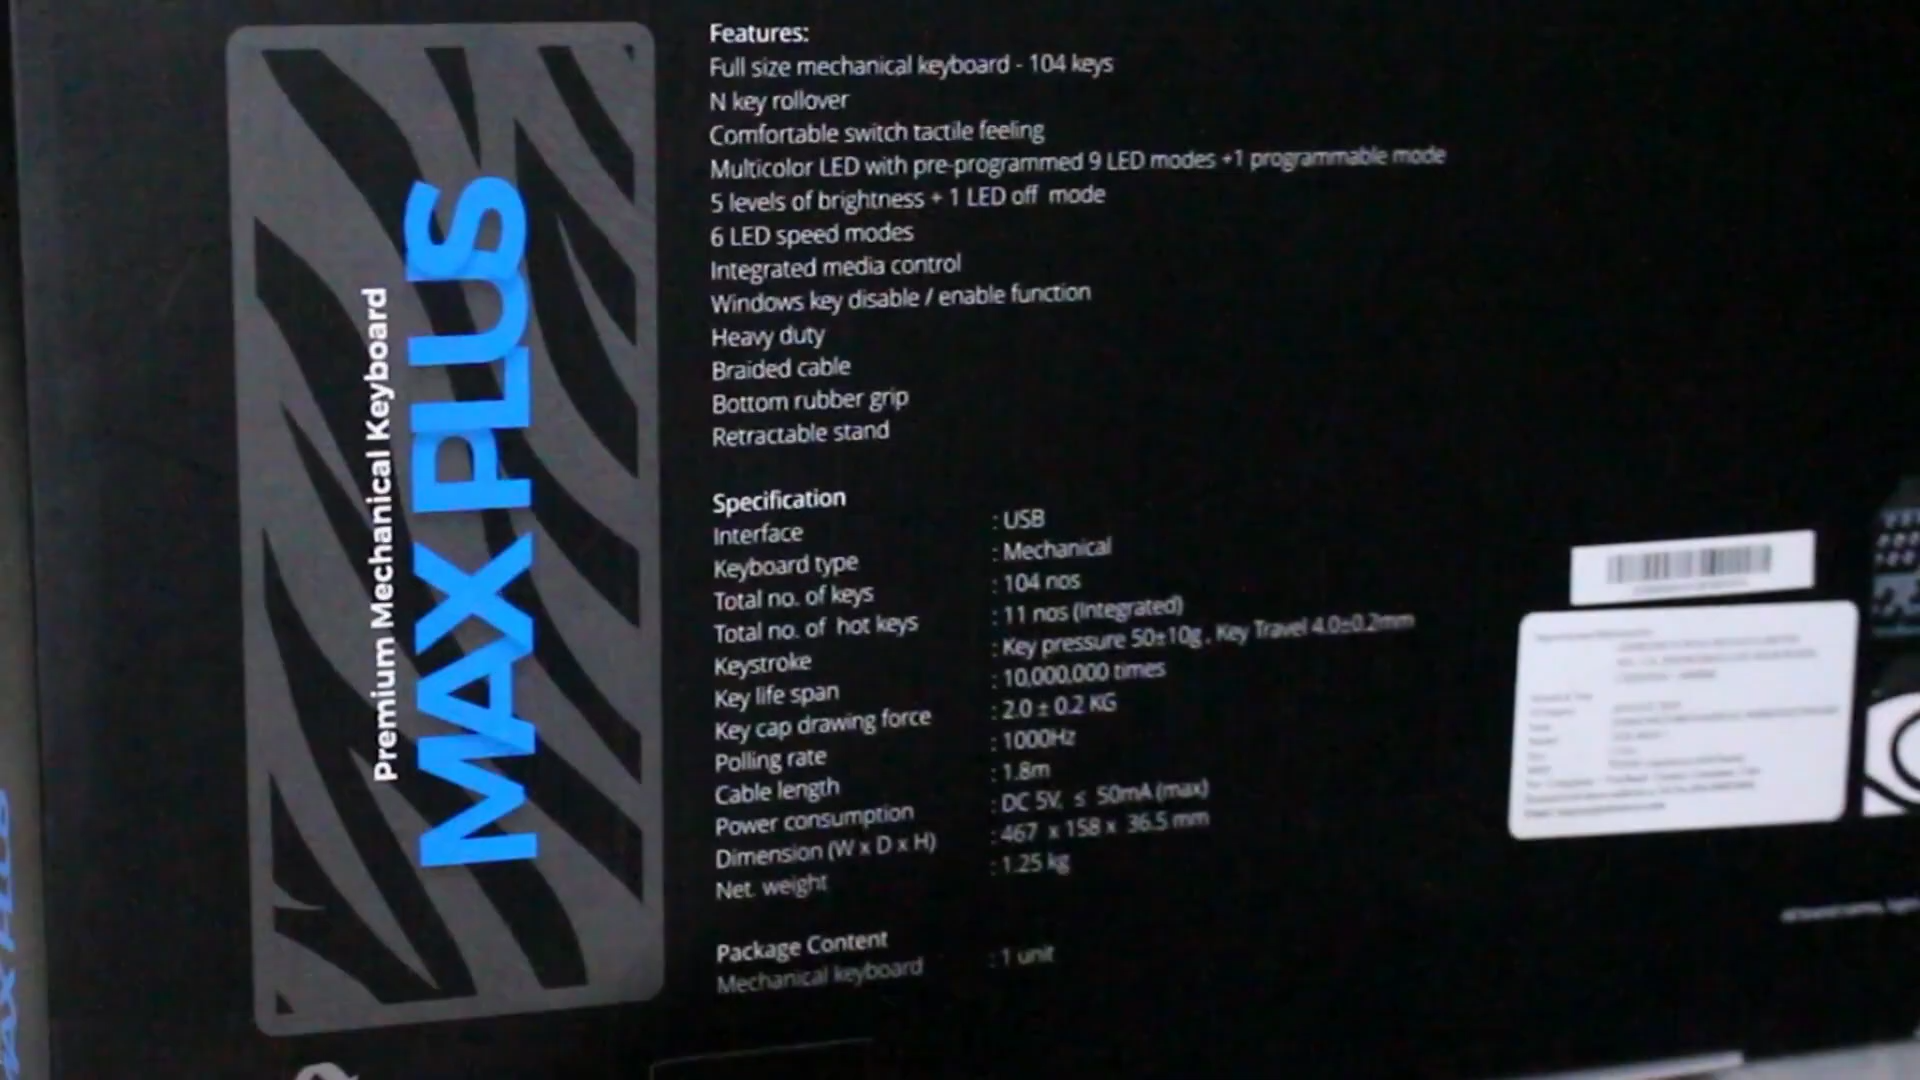 Premium Mechanical Keyboard
MAX PLUS
Features:
Full size mechanical keyboard - 104 keys
N key rollover
Comfortable switch tactile feeling
Multicolor LED with pre-programmed 9 LED modes +1 programmable mode
5 levels of brightness + 1 LED off mode
6 LED speed modes
Integrated media control
Windows key disable / enable function
Heavy duty
Braided cable
Bottom rubber grip
Retractable stand
Specification
Interface : USB
Keyboard type : Mechanical
Total no. of keys : 104 nos
Total no. of hot keys : 11 nos (Integrated)
Keystroke : Key pressure 50±10g , Key Travel 4.0±0.2mm
Key life span : 10,000,000 times
Key cap drawing force : 2.0 ± 0.2 KG
Polling rate : 1000Hz
Cable length : 1.8m
Power consumption : DC 5V, ≤ 50mA (max)
Dimension (W x D x H) : 467 x 158 x 36.5 mm
Net. weight : 1.25 kg
Package Content
Mechanical keyboard : 1 unit
MAX PLUS